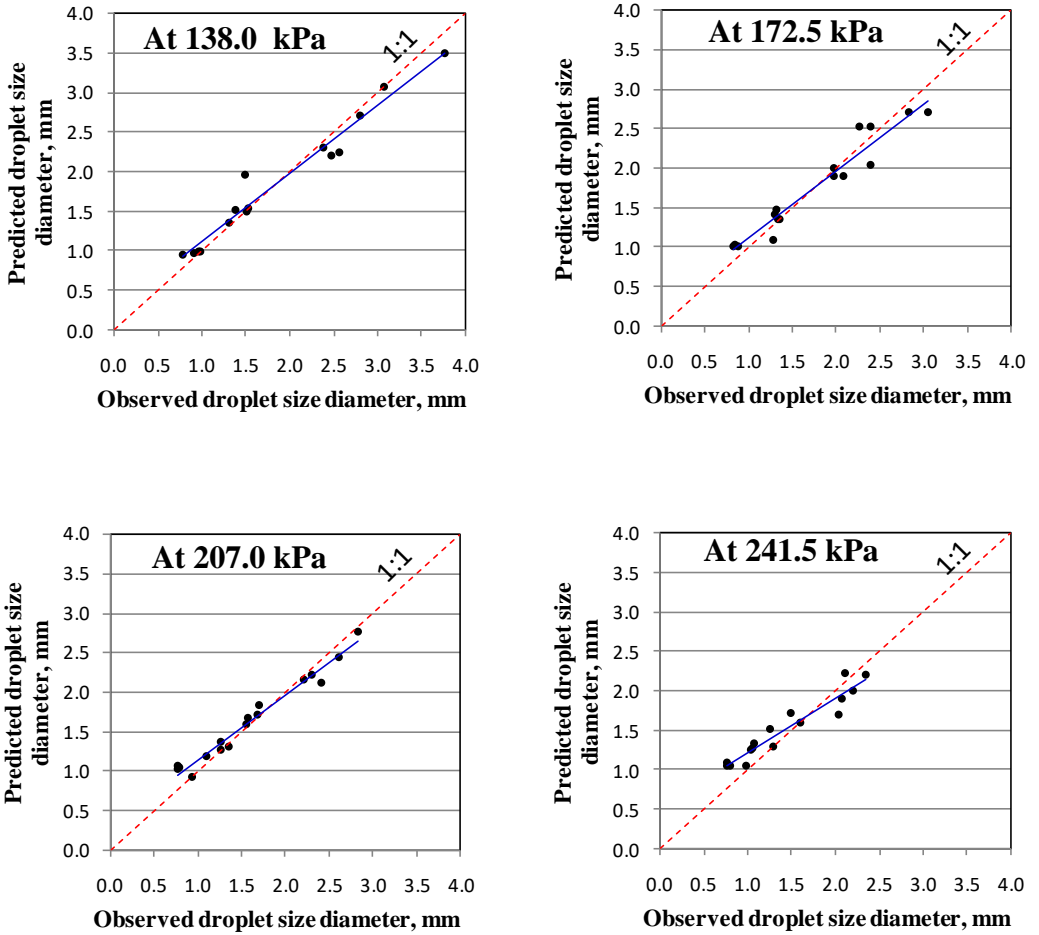 At 138.0 kPa
1:1
Predicted droplet size
diameter, mm
4.0
3.5
3.0
2.5
2.0
1.5
1.0
0.5
0.0
0.0 0.5 1.0 1.5 2.0 2.5 3.0 3.5 4.0
Observed droplet size diameter, mm
At 172.5 kPa
1:1
Predicted droplet size
diameter, mm
4.0
3.5
3.0
2.5
2.0
1.5
1.0
0.5
0.0
0.0 0.5 1.0 1.5 2.0 2.5 3.0 3.5 4.0
Observed droplet size diameter, mm
At 207.0 kPa
1:1
Predicted droplet size
diameter, mm
4.0
3.5
3.0
2.5
2.0
1.5
1.0
0.5
0.0
0.0 0.5 1.0 1.5 2.0 2.5 3.0 3.5 4.0
Observed droplet size diameter, mm
At 241.5 kPa
1:1
Predicted droplet size
diameter, mm
4.0
3.5
3.0
2.5
2.0
1.5
1.0
0.5
0.0
0.0 0.5 1.0 1.5 2.0 2.5 3.0 3.5 4.0
Observed droplet size diameter, mm